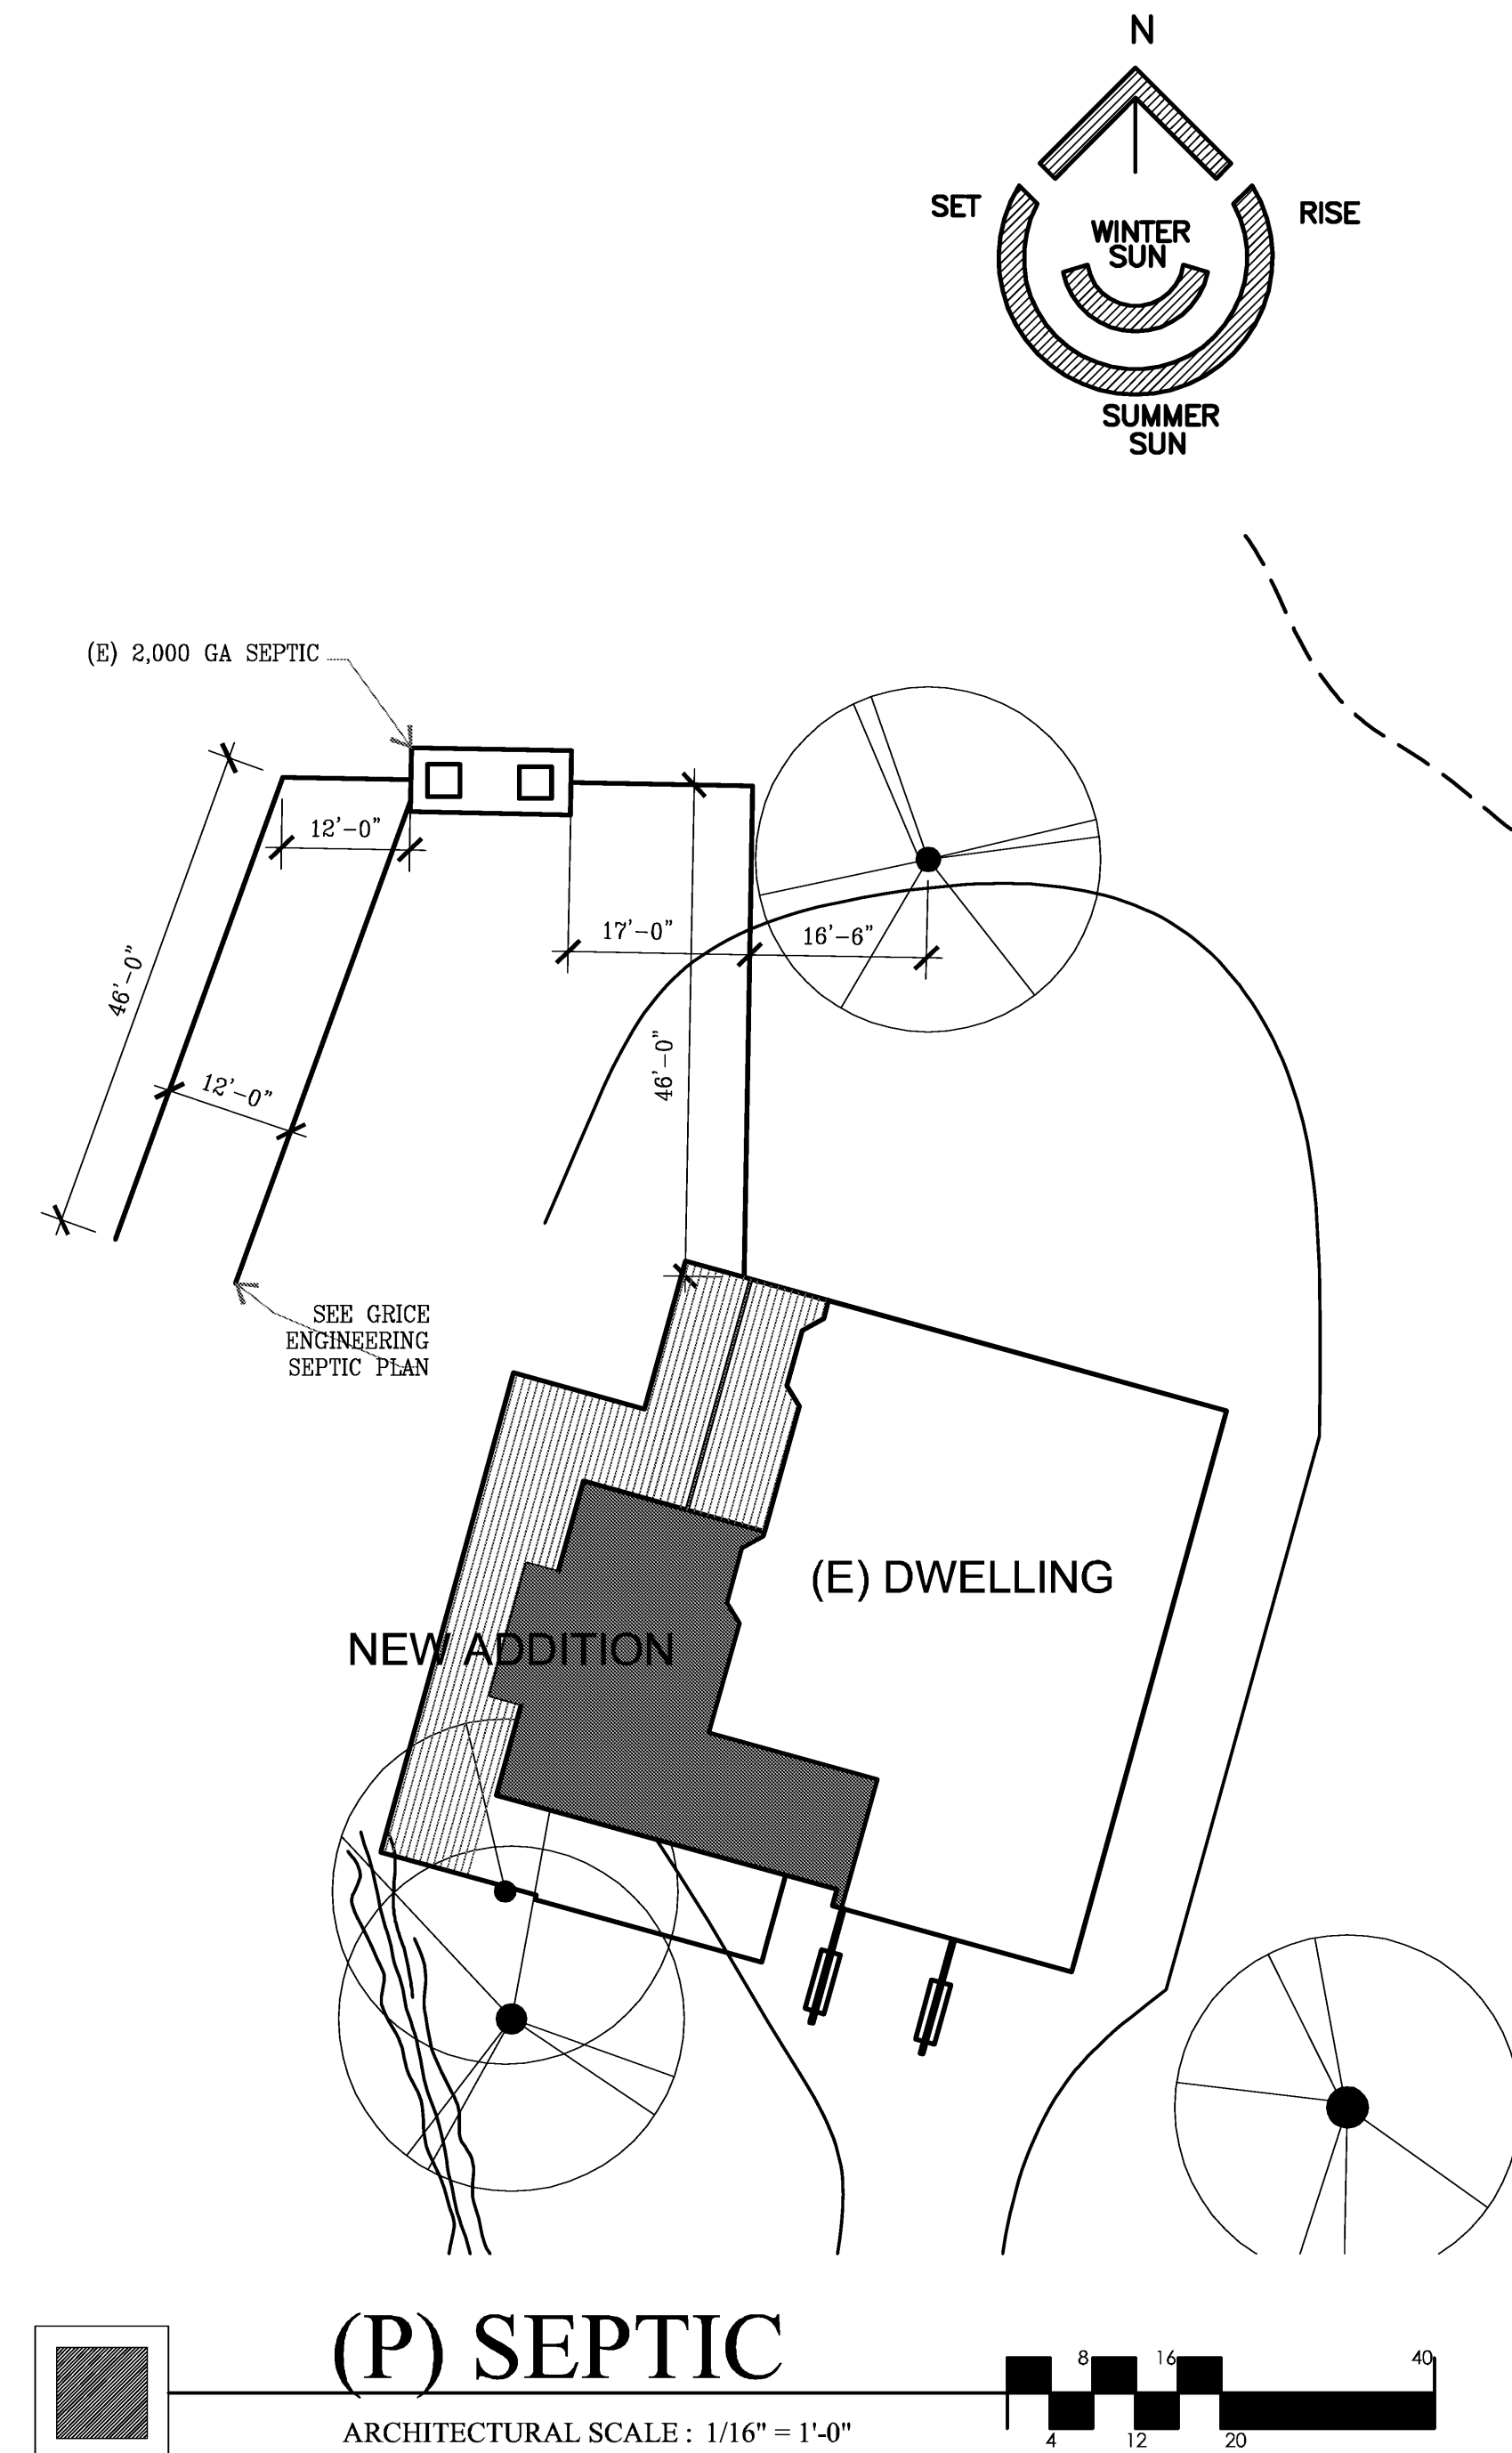 N
SET
RISE
WINTER
SUN
SUMMER
SUN
(E) 2,000 GA SEPTIC
12'-0"
17'-0"
16'-6"
46'-0"
46'-0"
12'-0"
SEE GRICE
ENGINEERING
SEPTIC PLAN
(E) DWELLING
NEW ADDITION
(P) SEPTIC
ARCHITECTURAL SCALE : 1/16" = 1'-0"
8 16 40
4 12 20